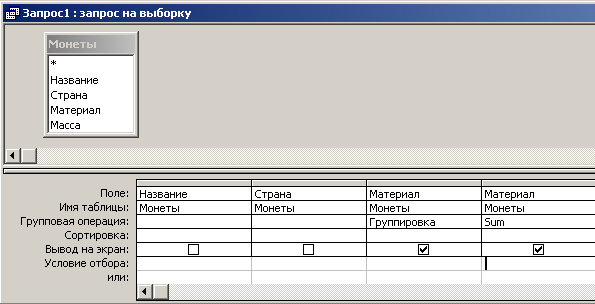 Запрос1 : запрос на выборку
Монеты
*
Название
Страна
Материал
Масса
Поле: Название Страна Материал Материал
Имя таблицы: Монеты Монеты Монеты Монеты
Групповая операция: Группировка Sum
Сортировка:
Вывод на экран:
Условие отбора:
или: